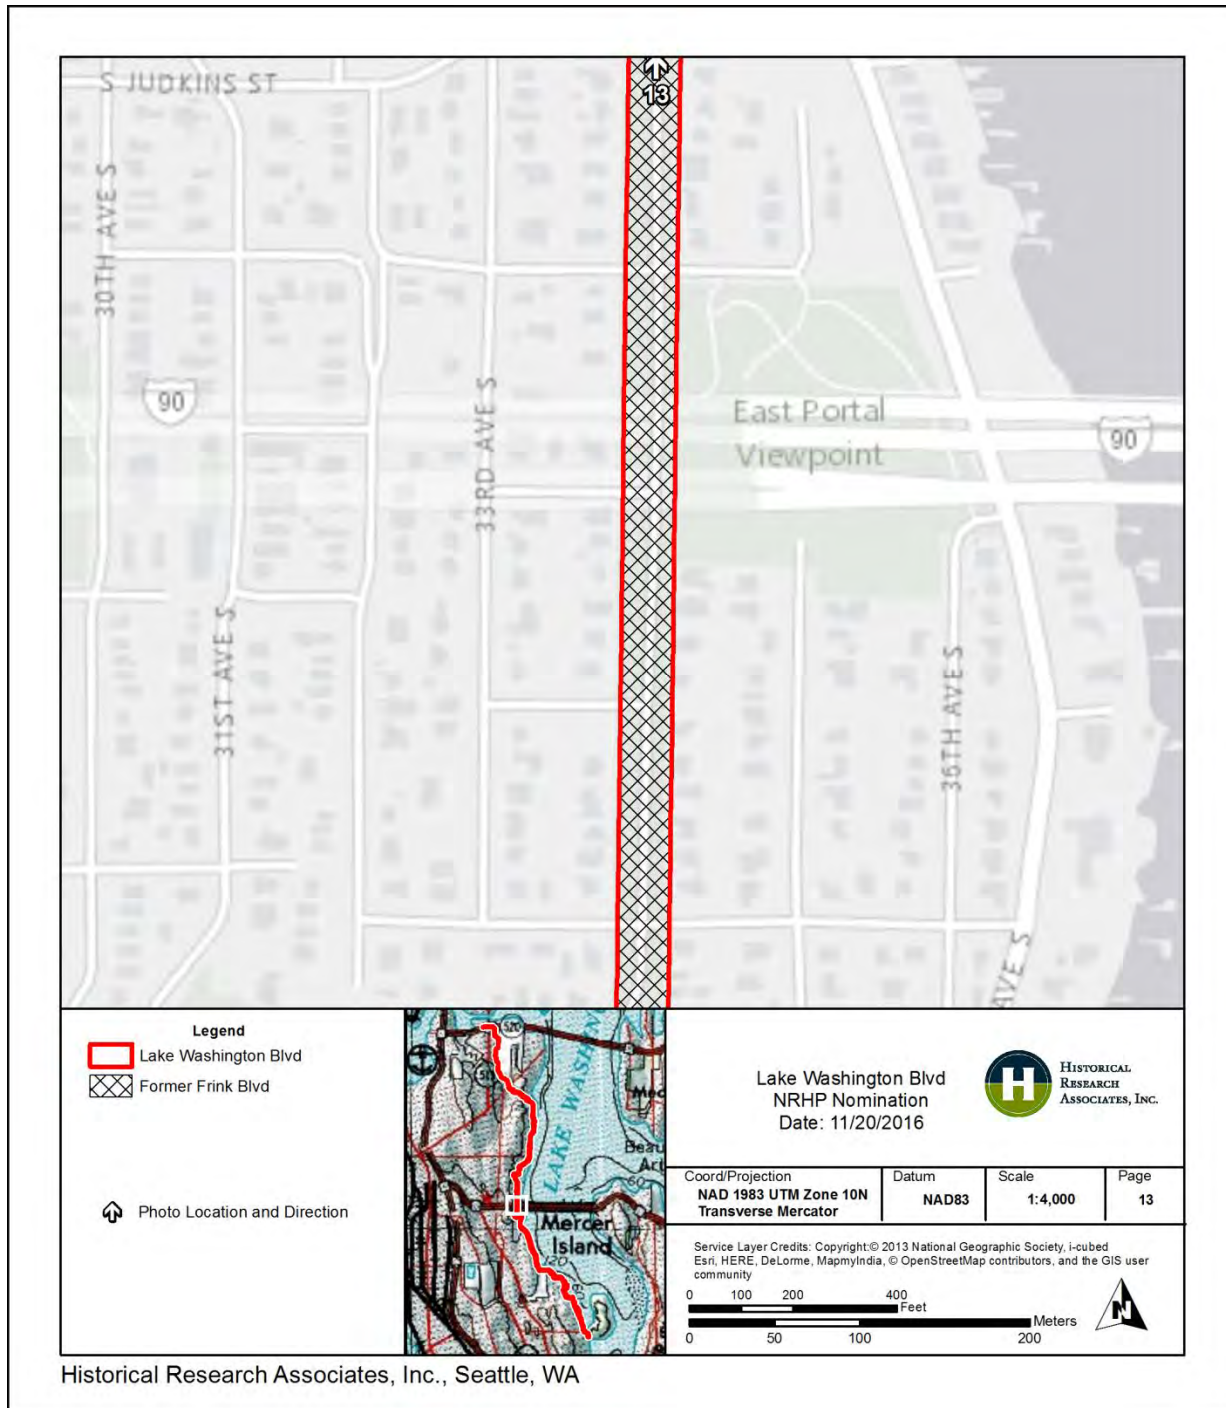 S JUDKINS ST
13
30TH AVE S
90
33RD AVE S
East Portal
Viewpoint
90
31ST AVE S
36TH AVE S
AVE S
Legend
Lake Washington Blvd
Former Frink Blvd
Photo Location and Direction
520
LAKE WASHIN
Beau
60
Mercer
Island
120
60
Lake Washington Blvd
NRHP Nomination
Date: 11/20/2016
H
HISTORICAL
RESEARCH
ASSOCIATES, INC.
Coord/Projection
NAD 1983 UTM Zone 10N
Transverse Mercator
Datum
NAD83
Scale
1:4,000
Page
13
Service Layer Credits: Copyright:© 2013 National Geographic Society, i-cubed
Esri, HERE, DeLorme, MapmyIndia, © OpenStreetMap contributors, and the GIS user
community
0 100 200 400
Feet
Meters
0 50 100 200
N
Historical Research Associates, Inc., Seattle, WA